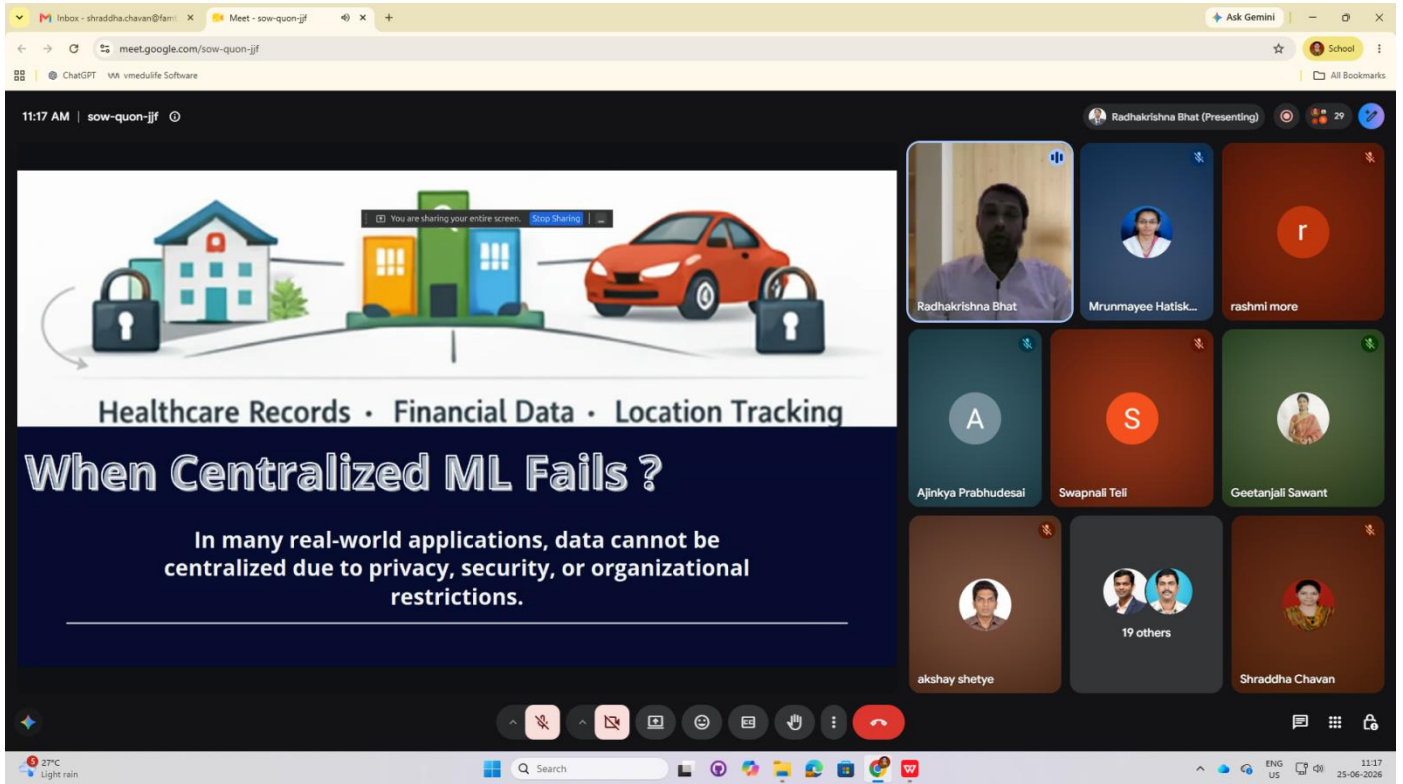 Inbox - shraddha.chavan@famt
Meet - sow-quon-jjf
Ask Gemini
meet.google.com/sow-quon-jjf
School
ChatGPT
vmedulife Software
All Bookmarks
11:17 AM | sow-quon-jjf
Radhakrishna Bhat (Presenting)
29
You are sharing your entire screen. Stop Sharing
Healthcare Records · Financial Data · Location Tracking
When Centralized ML Fails ?
In many real-world applications, data cannot be
centralized due to privacy, security, or organizational
restrictions.
Radhakrishna Bhat
Mrunmayee Hatisk...
r
rashmi more
A
Ajinkya Prabhudesai
S
Swapnali Teli
Geetanjali Sawant
akshay shetye
19 others
Shraddha Chavan
5
27°C
Light rain
Search
W
ENG
US
11:17
25-06-2026